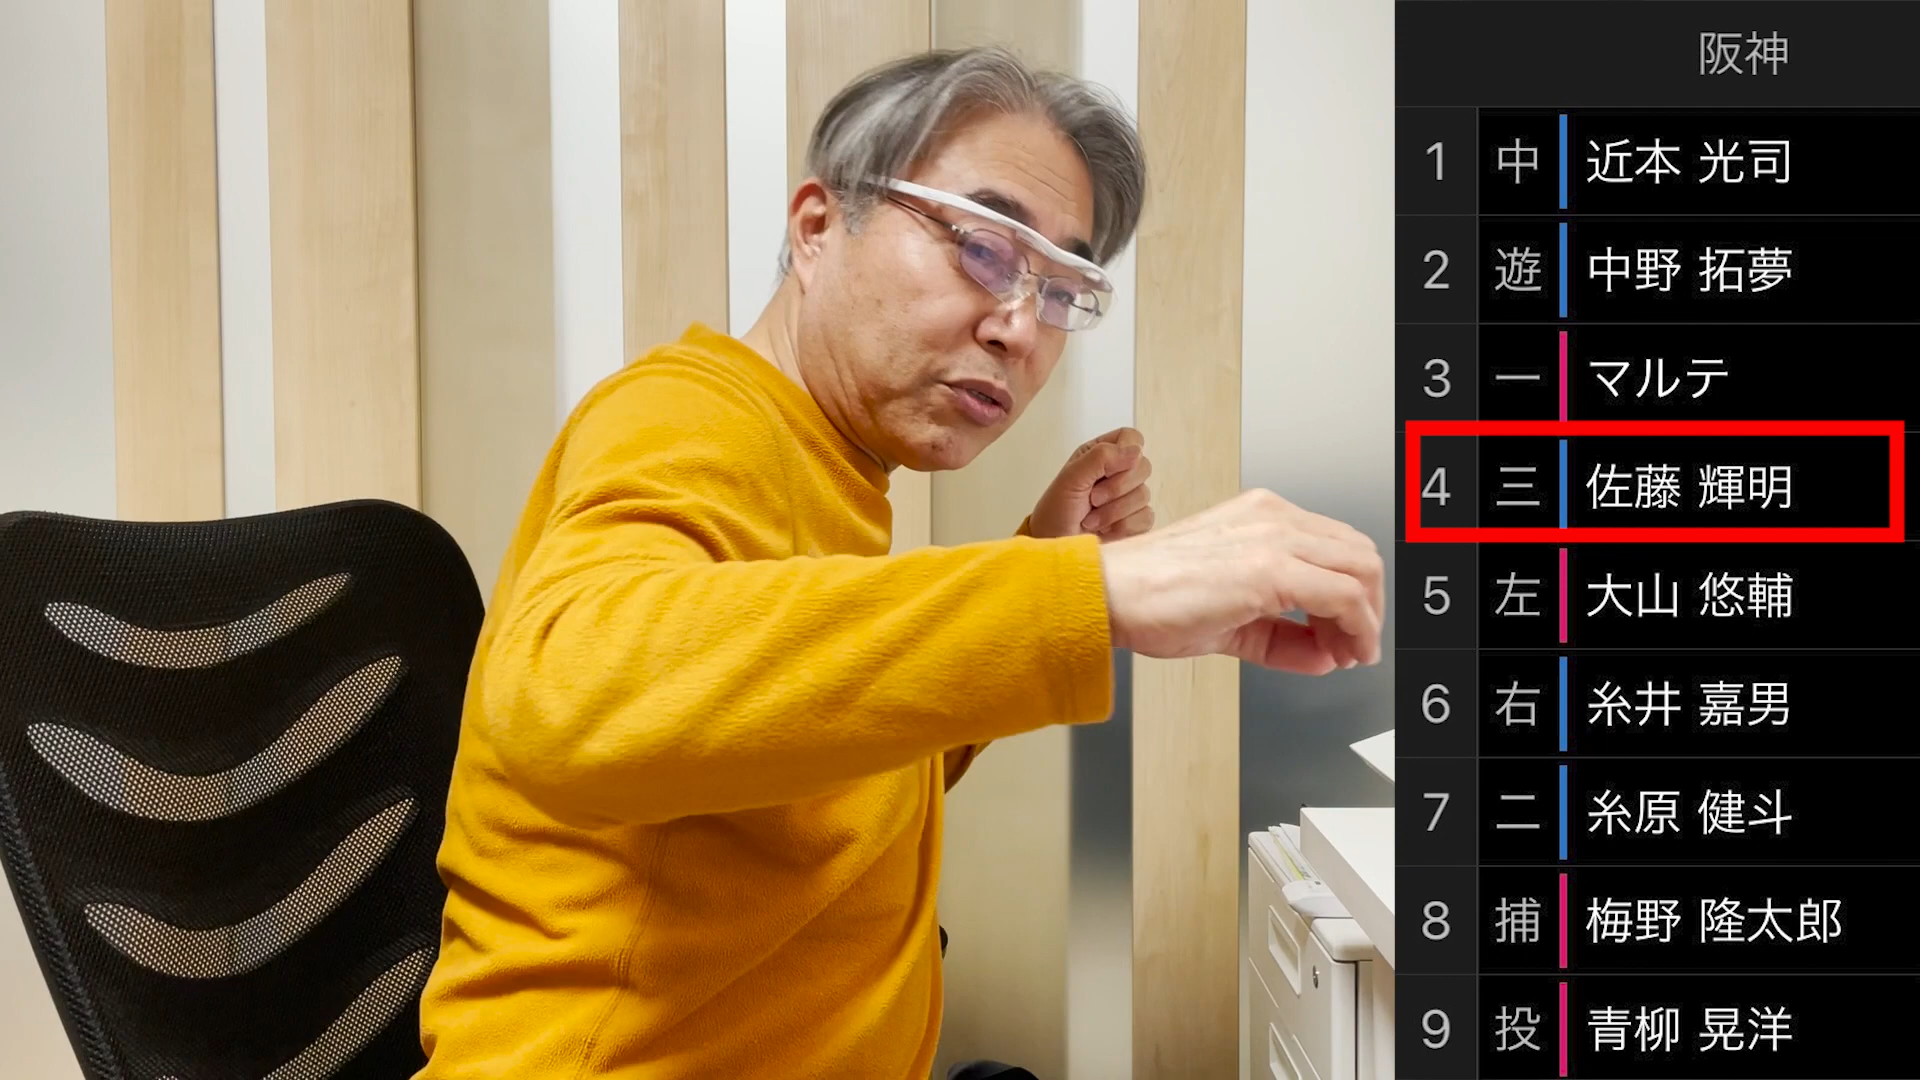 阪神
1 中 近本 光司
2 遊 中野 拓夢
3 一 マルテ
4 三 佐藤 輝明
5 左 大山 悠輔
6 右 糸井 嘉男
7 二 糸原 健斗
8 捕 梅野 隆太郎
9 投 青柳 晃洋